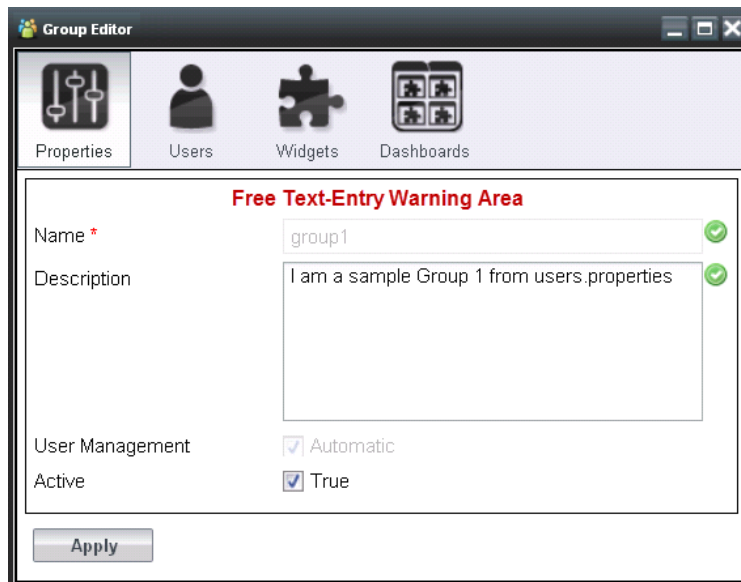 Group Editor
Properties
Users
Widgets
Dashboards
Free Text-Entry Warning Area
Name *
group1
Description
I am a sample Group 1 from users.properties
User Management
Automatic
Active
True
Apply